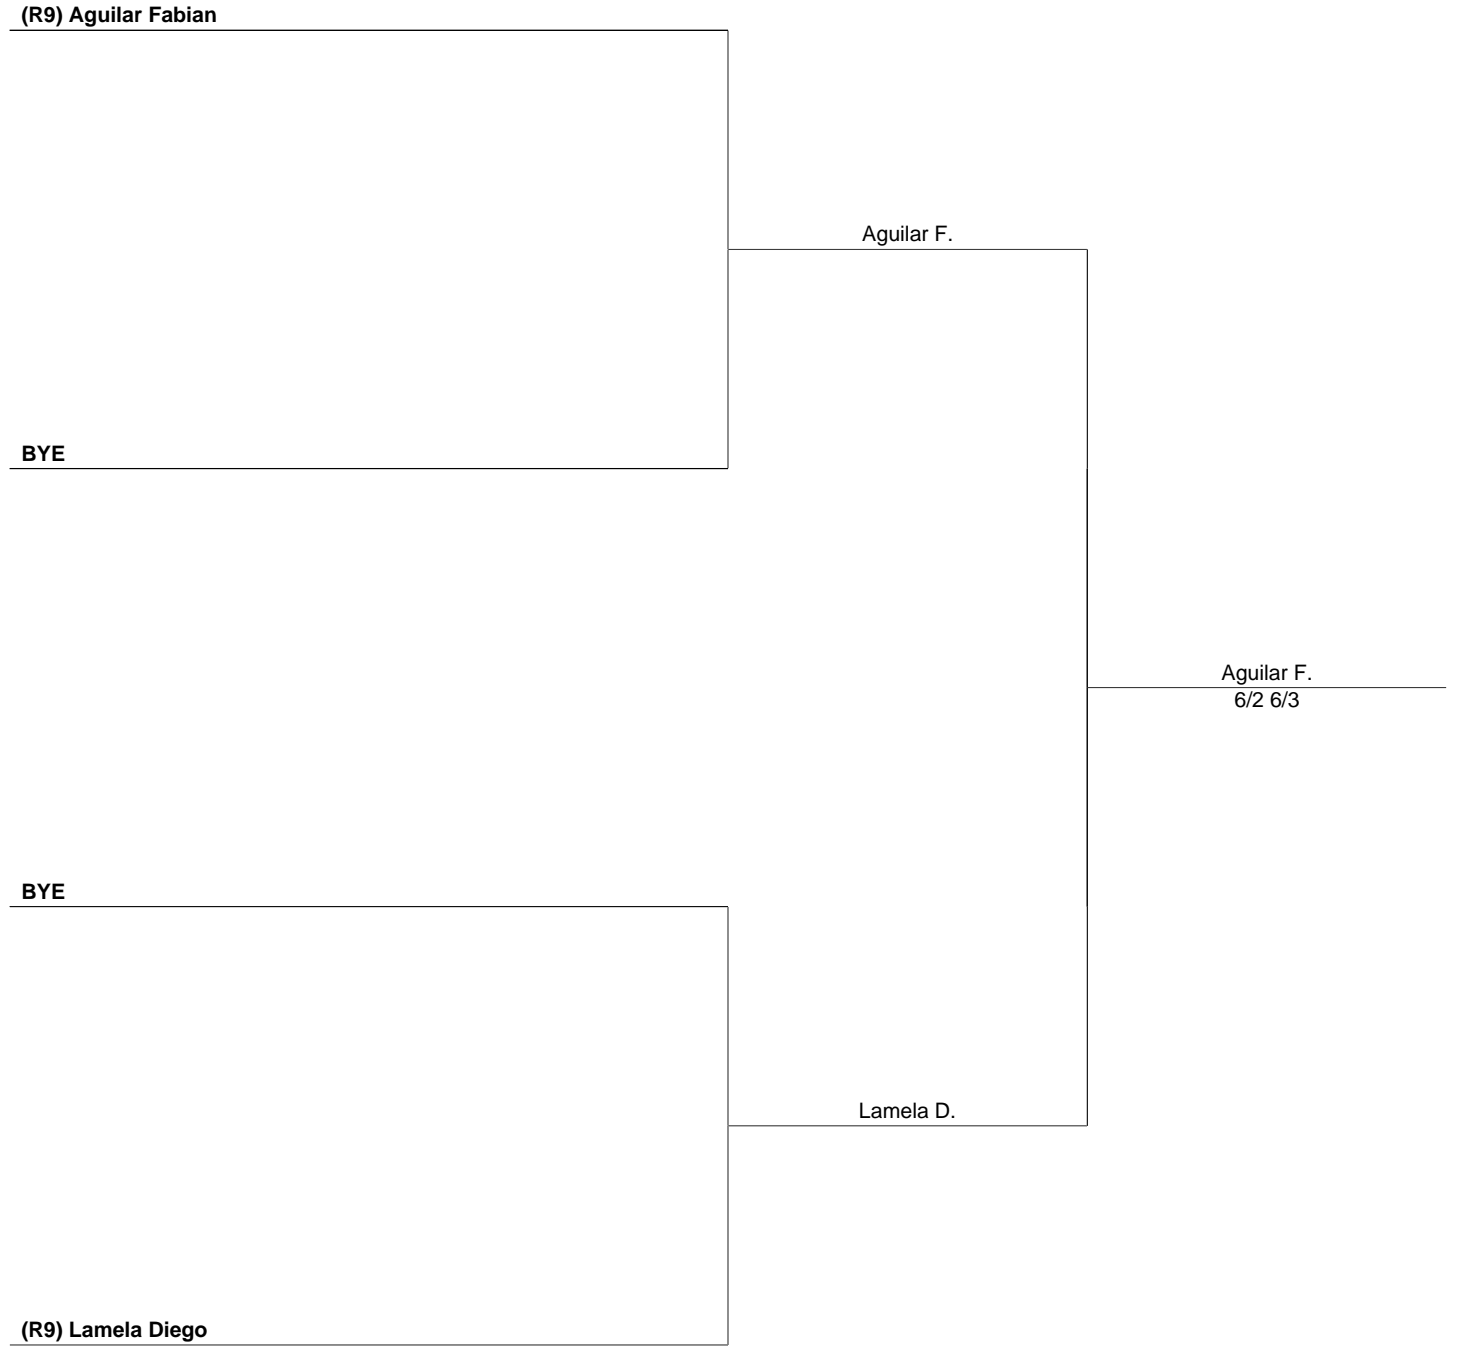 (R9) Aguilar Fabian
Aguilar F.
BYE
Aguilar F.
6/2 6/3
BYE
Lamela D.
(R9) Lamela Diego